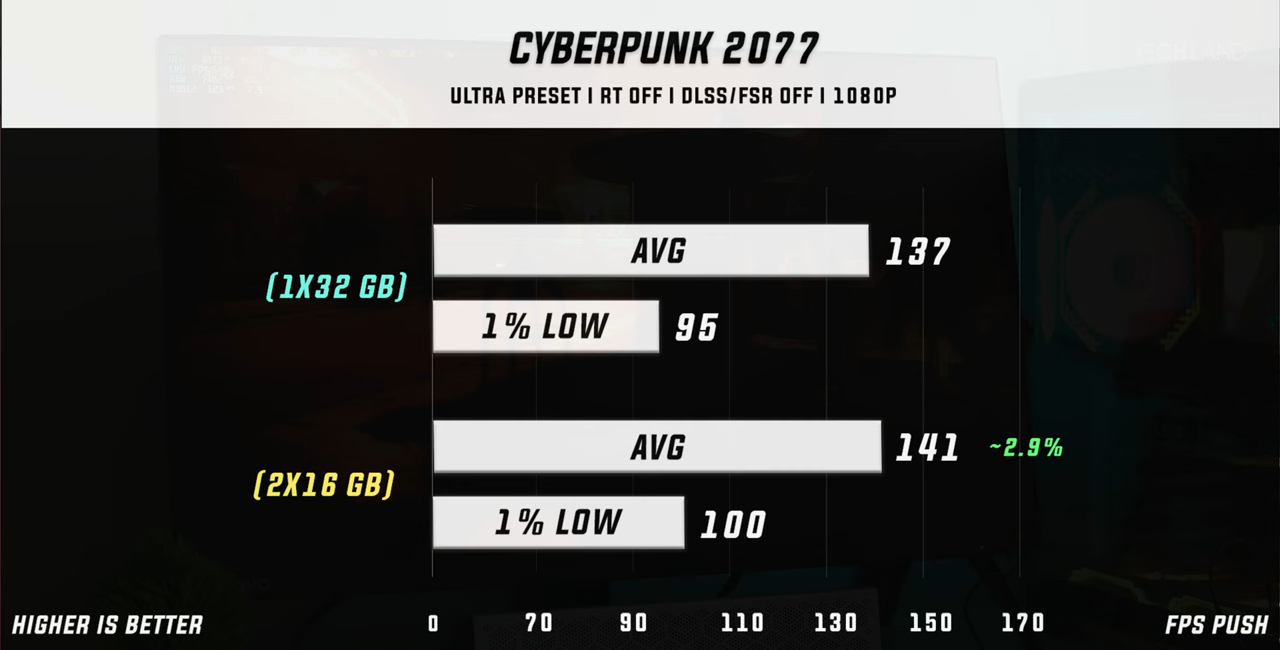 CYBERPUNK 2077
ULTRA PRESET | RT OFF | DLSS/FSR OFF | 1080P
AVG 137
(1X32 GB)
1% LOW 95
AVG 141 ~2.9%
(2X16 GB)
1% LOW 100
0 70 90 110 130 150 170
HIGHER IS BETTER
FPS PUSH